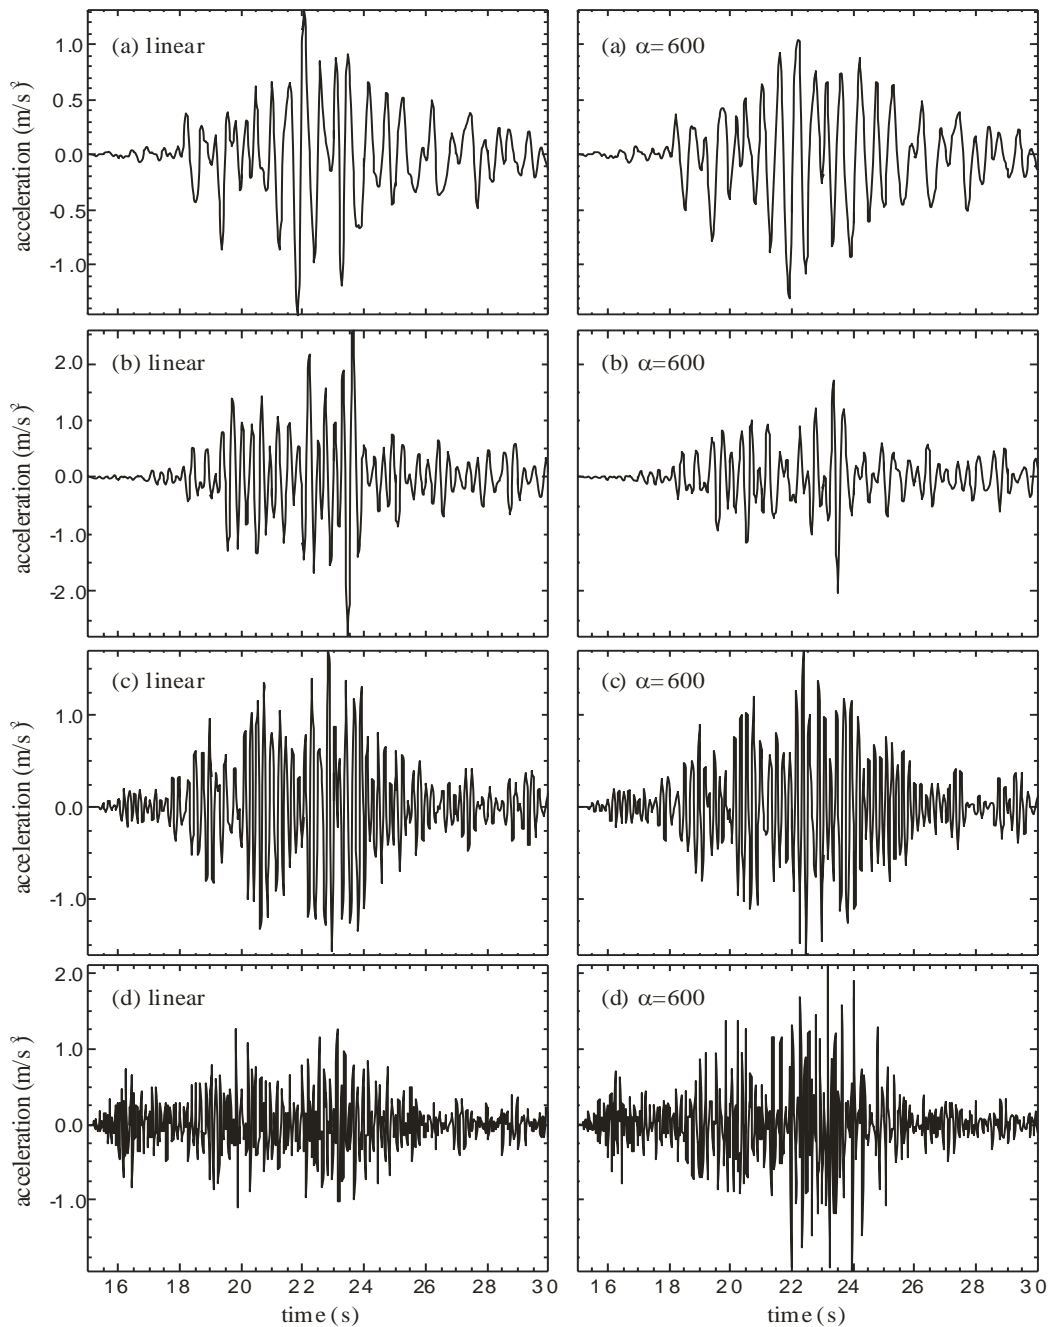 (a) linear
(a) α=600
1.0
0.5
0.0
-0.5
-1.0
acceleration (m/s²)
(b) linear
(b) α=600
2.0
1.0
0.0
-1.0
-2.0
acceleration (m/s²)
(c) linear
(c) α=600
1.0
0.0
-1.0
acceleration (m/s²)
(d) linear
(d) α=600
2.0
1.0
0.0
-1.0
acceleration (m/s²)
16 18 20 22 24 26 28 30
16 18 20 22 24 26 28 30
time (s)
time (s)